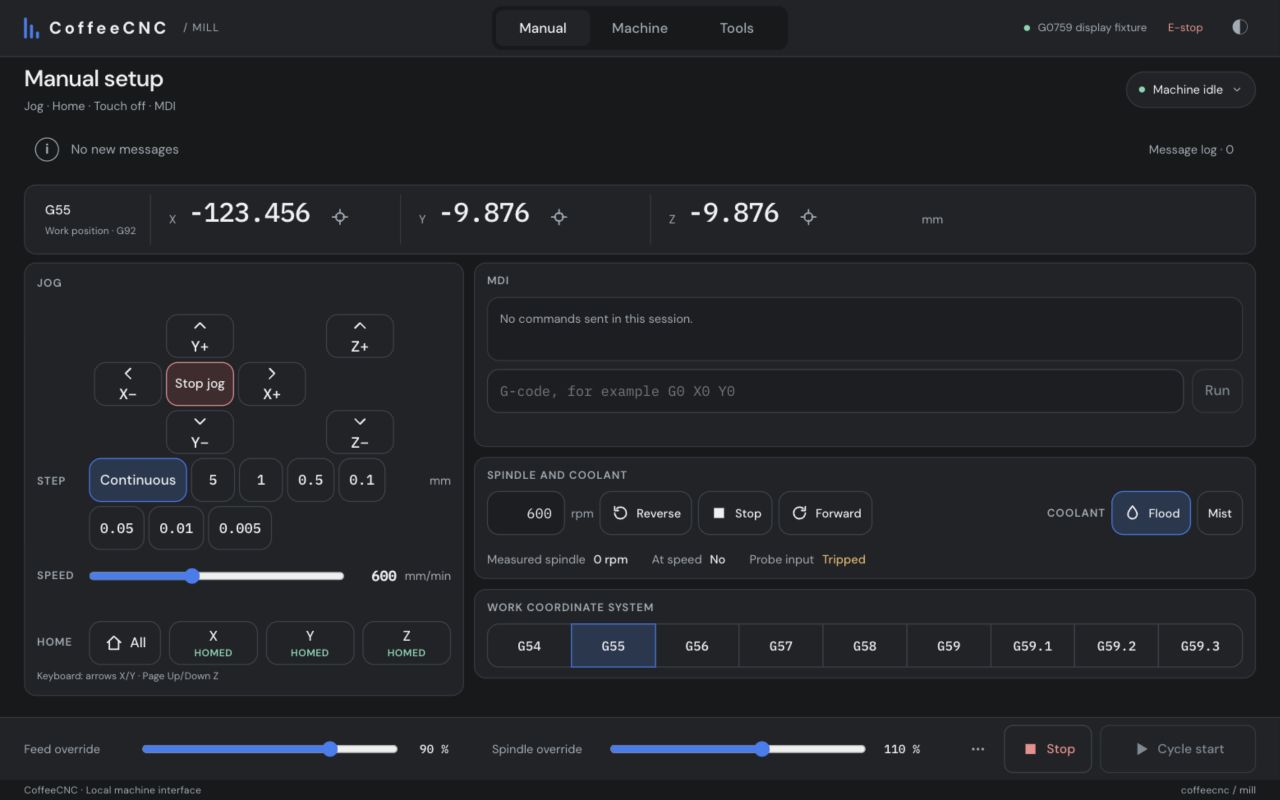 CoffeeCNC / MILL
Manual Machine Tools
G0759 display fixture E-stop
Manual setup
Jog · Home · Touch off · MDI
Machine idle
i No new messages
Message log · 0
G55
Work position · G92
X -123.456
Y -9.876
Z -9.876
mm
JOG
Y+
Z+
X−
Stop jog
X+
Y−
Z−
STEP Continuous 5 1 0.5 0.1 mm
0.05 0.01 0.005
SPEED 600 mm/min
HOME All
X HOMED
Y HOMED
Z HOMED
Keyboard: arrows X/Y · Page Up/Down Z
MDI
No commands sent in this session.
G-code, for example G0 X0 Y0 Run
SPINDLE AND COOLANT
600 rpm Reverse Stop Forward COOLANT Flood Mist
Measured spindle 0 rpm At speed No Probe input Tripped
WORK COORDINATE SYSTEM
G54 G55 G56 G57 G58 G59 G59.1 G59.2 G59.3
Feed override 90 % Spindle override 110 % ··· Stop Cycle start
CoffeeCNC · Local machine interface
coffeecnc / mill